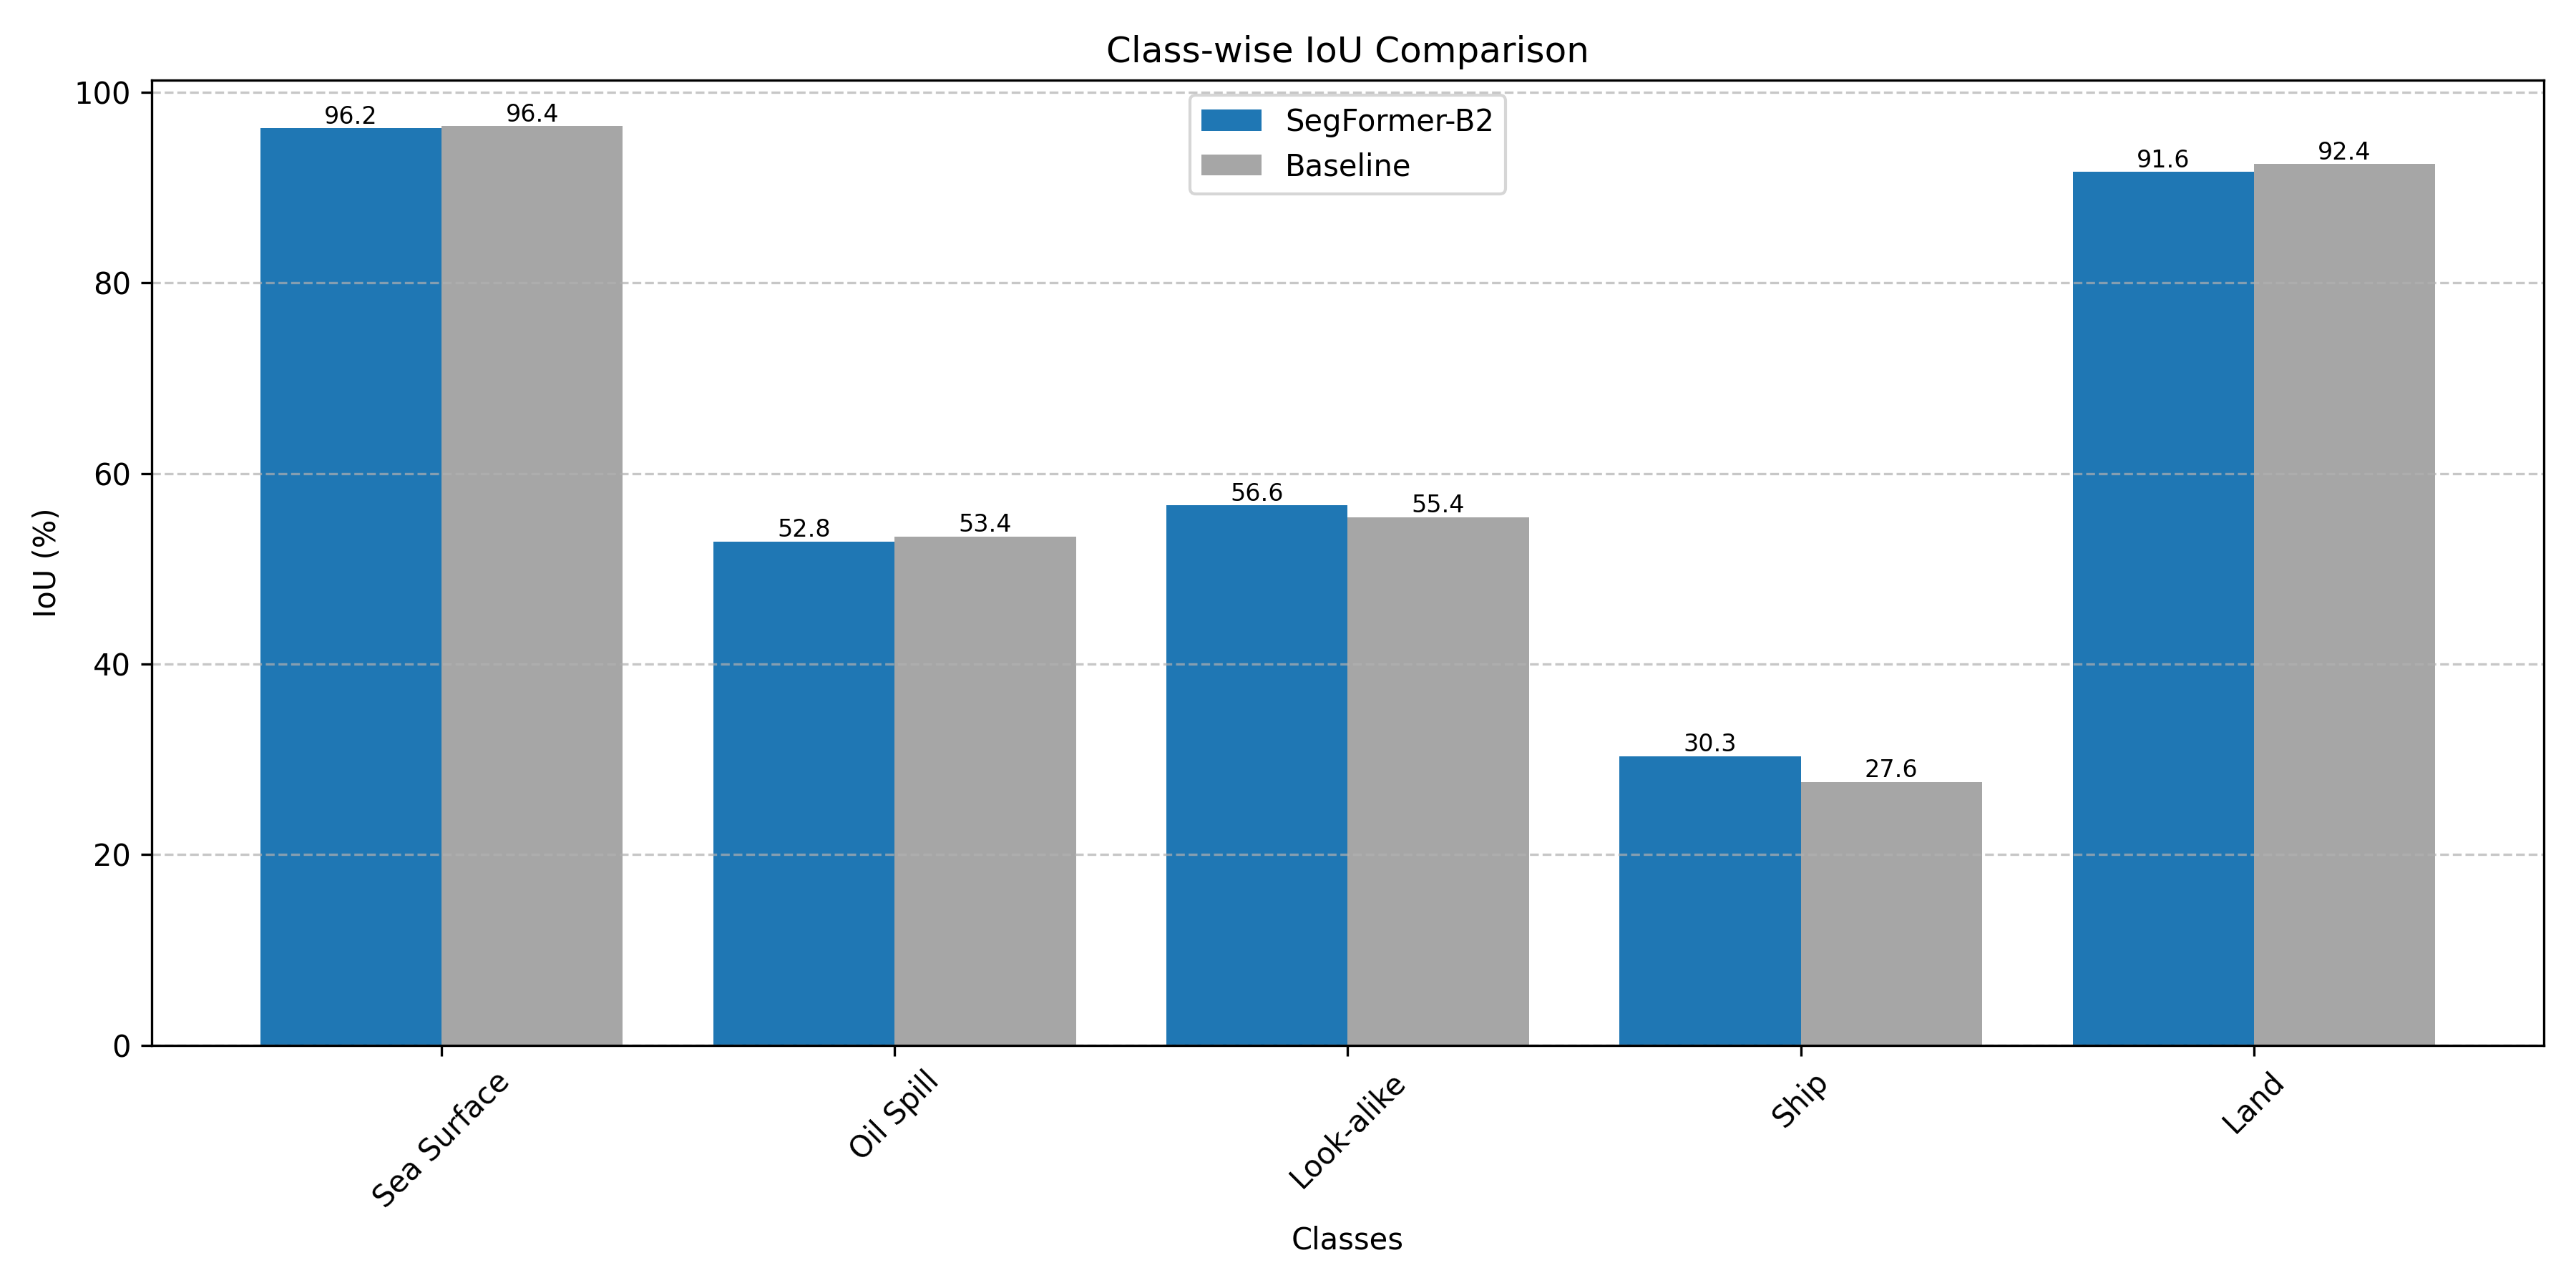 Class-wise IoU Comparison
SegFormer-B2
Baseline
IoU (%)
100
80
60
40
20
0
96.2
96.4
52.8
53.4
56.6
55.4
30.3
27.6
91.6
92.4
Sea Surface
Oil Spill
Look-alike
Ship
Land
Classes